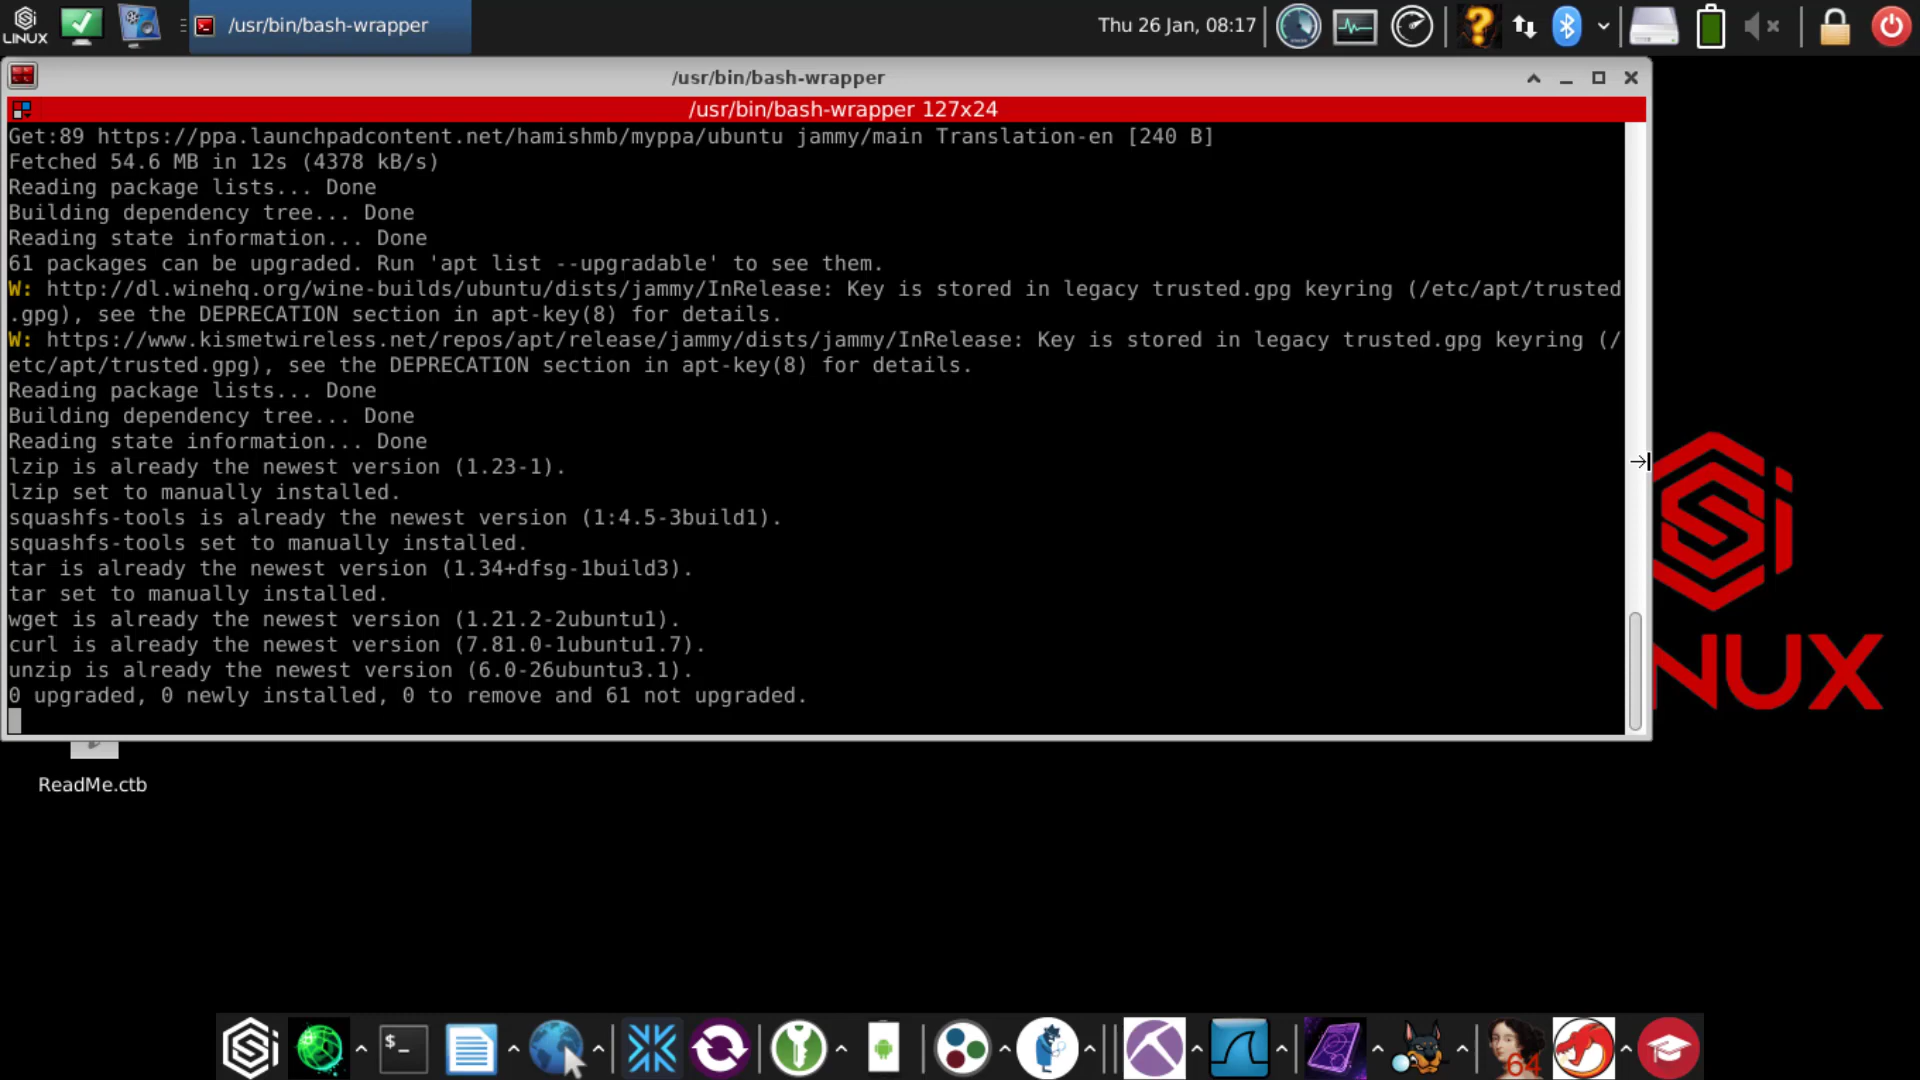 LINUX
/usr/bin/bash-wrapper
Thu 26 Jan, 08:17
/usr/bin/bash-wrapper
/usr/bin/bash-wrapper 127x24
Get:89 https://ppa.launchpadcontent.net/hamishmb/myppa/ubuntu jammy/main Translation-en [240 B]
Fetched 54.6 MB in 12s (4378 kB/s)
Reading package lists... Done
Building dependency tree... Done
Reading state information... Done
61 packages can be upgraded. Run 'apt list --upgradable' to see them.
W: http://dl.winehq.org/wine-builds/ubuntu/dists/jammy/InRelease: Key is stored in legacy trusted.gpg keyring (/etc/apt/trusted
.gpg), see the DEPRECATION section in apt-key(8) for details.
W: https://www.kismetwireless.net/repos/apt/release/jammy/dists/jammy/InRelease: Key is stored in legacy trusted.gpg keyring (/
etc/apt/trusted.gpg), see the DEPRECATION section in apt-key(8) for details.
Reading package lists... Done
Building dependency tree... Done
Reading state information... Done
lzip is already the newest version (1.23-1).
lzip set to manually installed.
squashfs-tools is already the newest version (1:4.5-3build1).
squashfs-tools set to manually installed.
tar is already the newest version (1.34+dfsg-1build3).
tar set to manually installed.
wget is already the newest version (1.21.2-2ubuntu1).
curl is already the newest version (7.81.0-1ubuntu1.7).
unzip is already the newest version (6.0-26ubuntu3.1).
0 upgraded, 0 newly installed, 0 to remove and 61 not upgraded.
NUX
ReadMe.ctb
$_
64